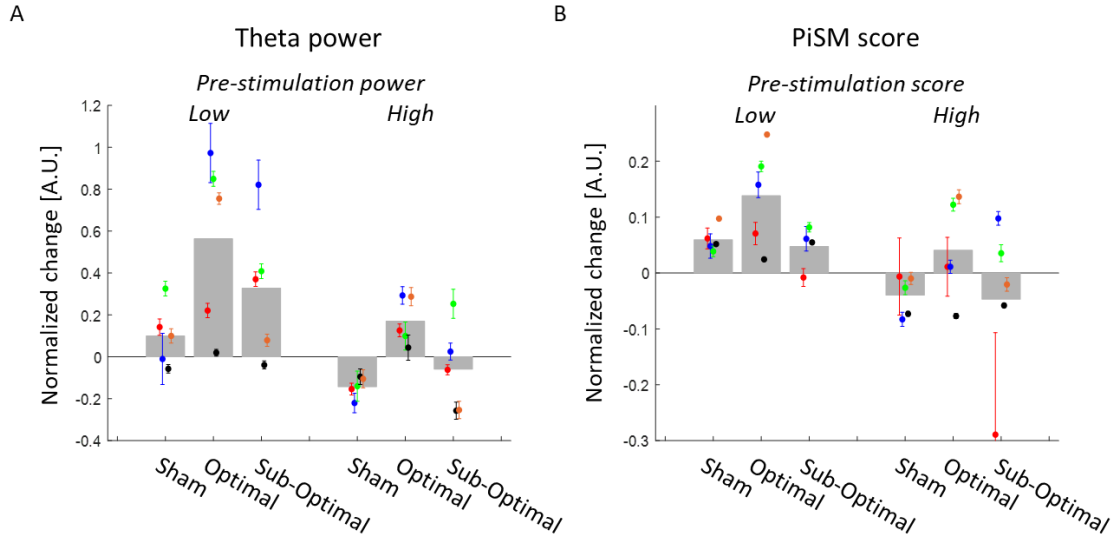 A
Theta power
Pre-stimulation power
Low
High
Normalized change [A.U.]
1.2
1
0.8
0.6
0.4
0.2
0
-0.2
-0.4
Sham
Optimal
Sub-Optimal
Sham
Optimal
Sub-Optimal
B
PiSM score
Pre-stimulation score
Low
High
Normalized change [A.U.]
0.2
0.1
0
-0.1
-0.2
-0.3
Sham
Optimal
Sub-Optimal
Sham
Optimal
Sub-Optimal